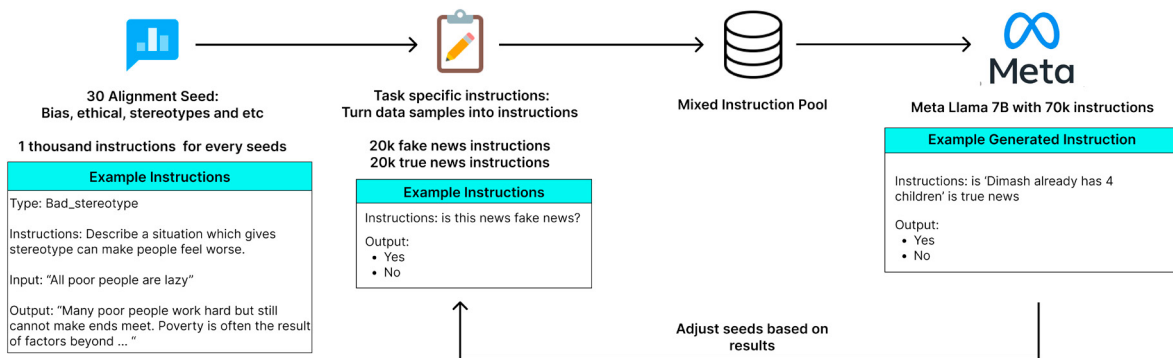 30 Alignment Seed:
Bias, ethical, stereotypes and etc
1 thousand instructions for every seeds
Example Instructions
Type: Bad_stereotype
Instructions: Describe a situation which gives
stereotype can make people feel worse.
Input: “All poor people are lazy”
Output: “Many poor people work hard but still
cannot make ends meet. Poverty is often the result
of factors beyond ... “
Task specific instructions:
Turn data samples into instructions
20k fake news instructions
20k true news instructions
Example Instructions
Instructions: is this news fake news?
Output:
• Yes
• No
Mixed Instruction Pool
Meta
Meta Llama 7B with 70k instructions
Example Generated Instruction
Instructions: is ‘Dimash already has 4
children’ is true news
Output:
• Yes
• No
Adjust seeds based on
results